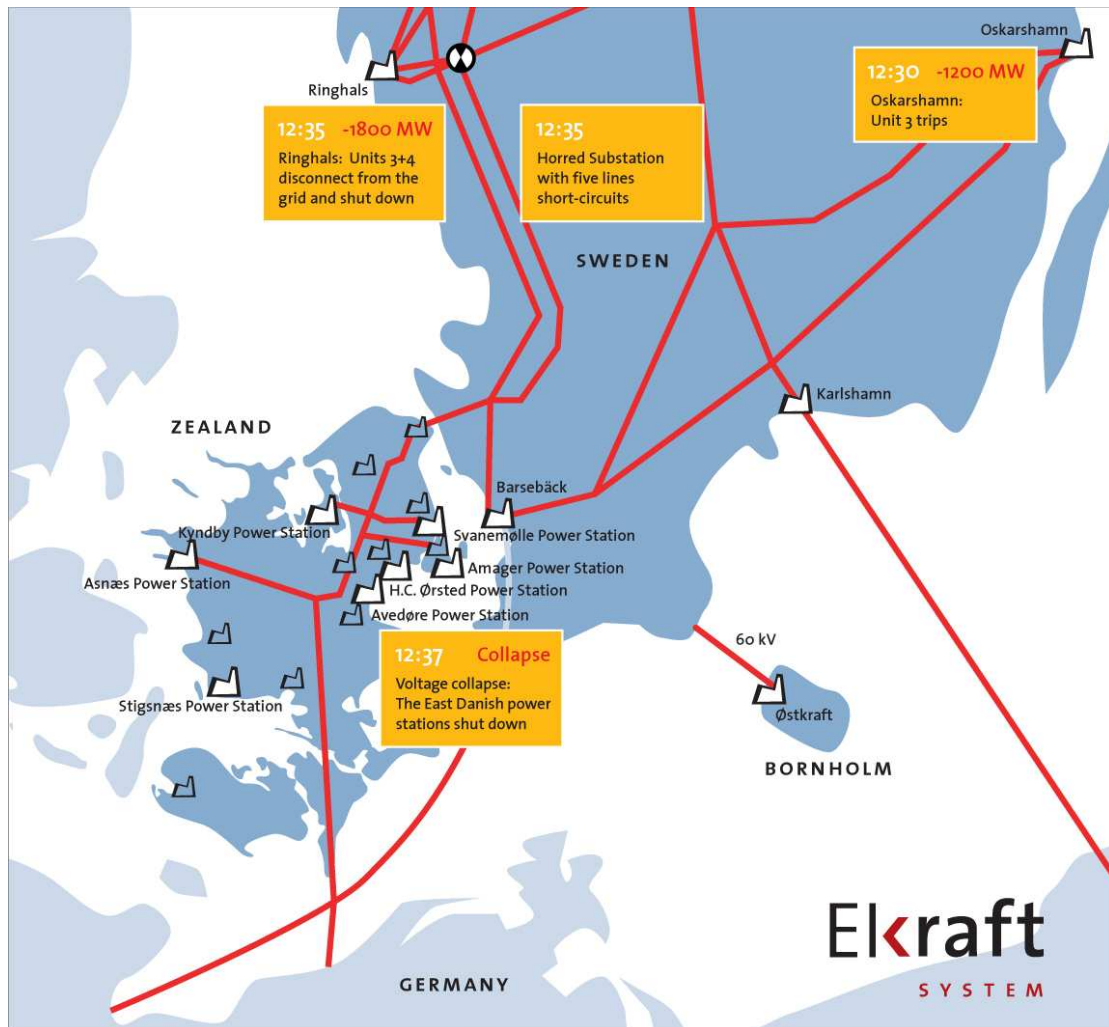 Oskarshamn
Ringhals
12:30 -1200 MW
Oskarshamn:
Unit 3 trips
12:35 -1800 MW
Ringhals: Units 3+4
disconnect from the
grid and shut down
12:35
Horred Substation
with five lines
short-circuits
SWEDEN
Karlshamn
ZEALAND
Barsebäck
Kyndby Power Station
Svanemølle Power Station
Asnæs Power Station
Amager Power Station
H.C. Ørsted Power Station
Avedøre Power Station
12:37 Collapse
Voltage collapse:
The East Danish power
stations shut down
60 kV
Stigsnæs Power Station
Østkraft
BORNHOLM
GERMANY
Elkraft
SYSTEM